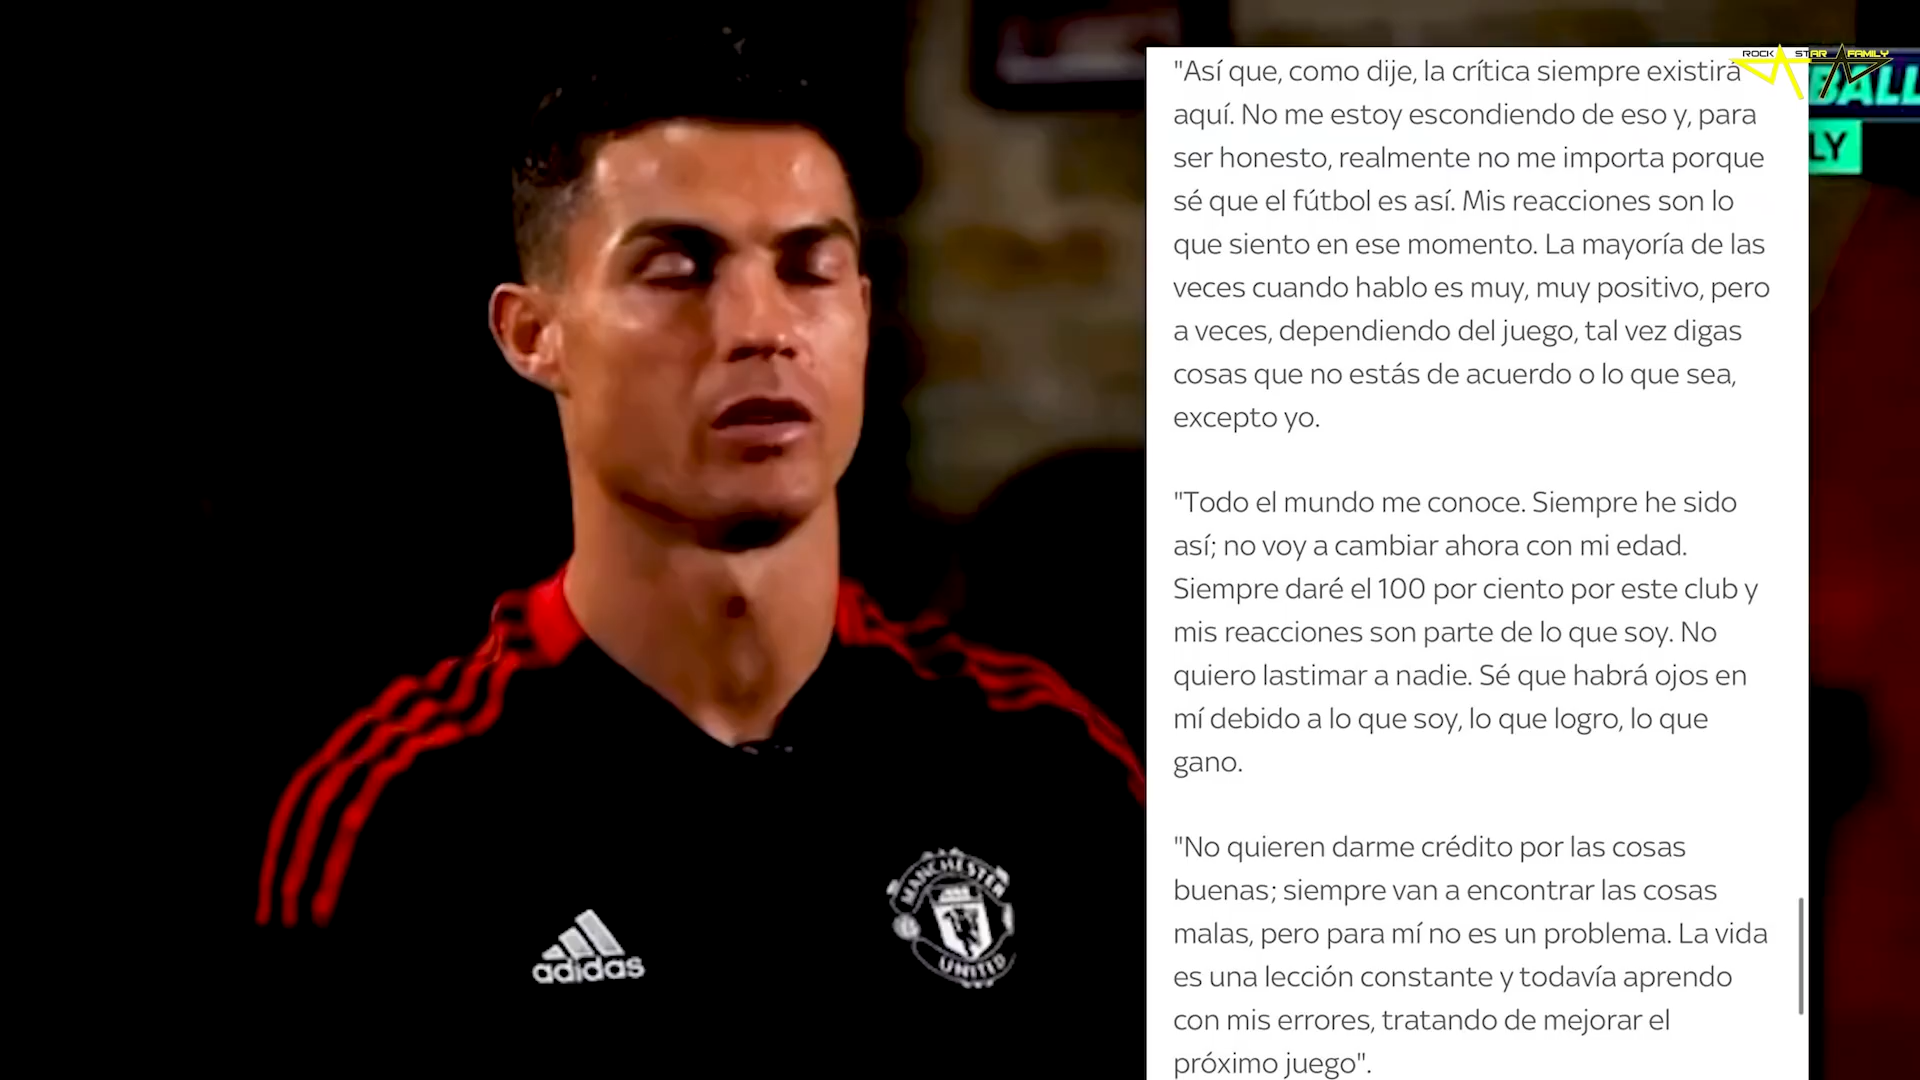 ROCK STAR FAMILY
BALL
LY
"Así que, como dije, la crítica siempre existirá
aquí. No me estoy escondiendo de eso y, para
ser honesto, realmente no me importa porque
sé que el fútbol es así. Mis reacciones son lo
que siento en ese momento. La mayoría de las
veces cuando hablo es muy, muy positivo, pero
a veces, dependiendo del juego, tal vez digas
cosas que no estás de acuerdo o lo que sea,
excepto yo.
"Todo el mundo me conoce. Siempre he sido
así; no voy a cambiar ahora con mi edad.
Siempre daré el 100 por ciento por este club y
mis reacciones son parte de lo que soy. No
quiero lastimar a nadie. Sé que habrá ojos en
mí debido a lo que soy, lo que logro, lo que
gano.
"No quieren darme crédito por las cosas
buenas; siempre van a encontrar las cosas
malas, pero para mí no es un problema. La vida
es una lección constante y todavía aprendo
con mis errores, tratando de mejorar el
próximo juego".
adidas
MANCHESTER
UNITED